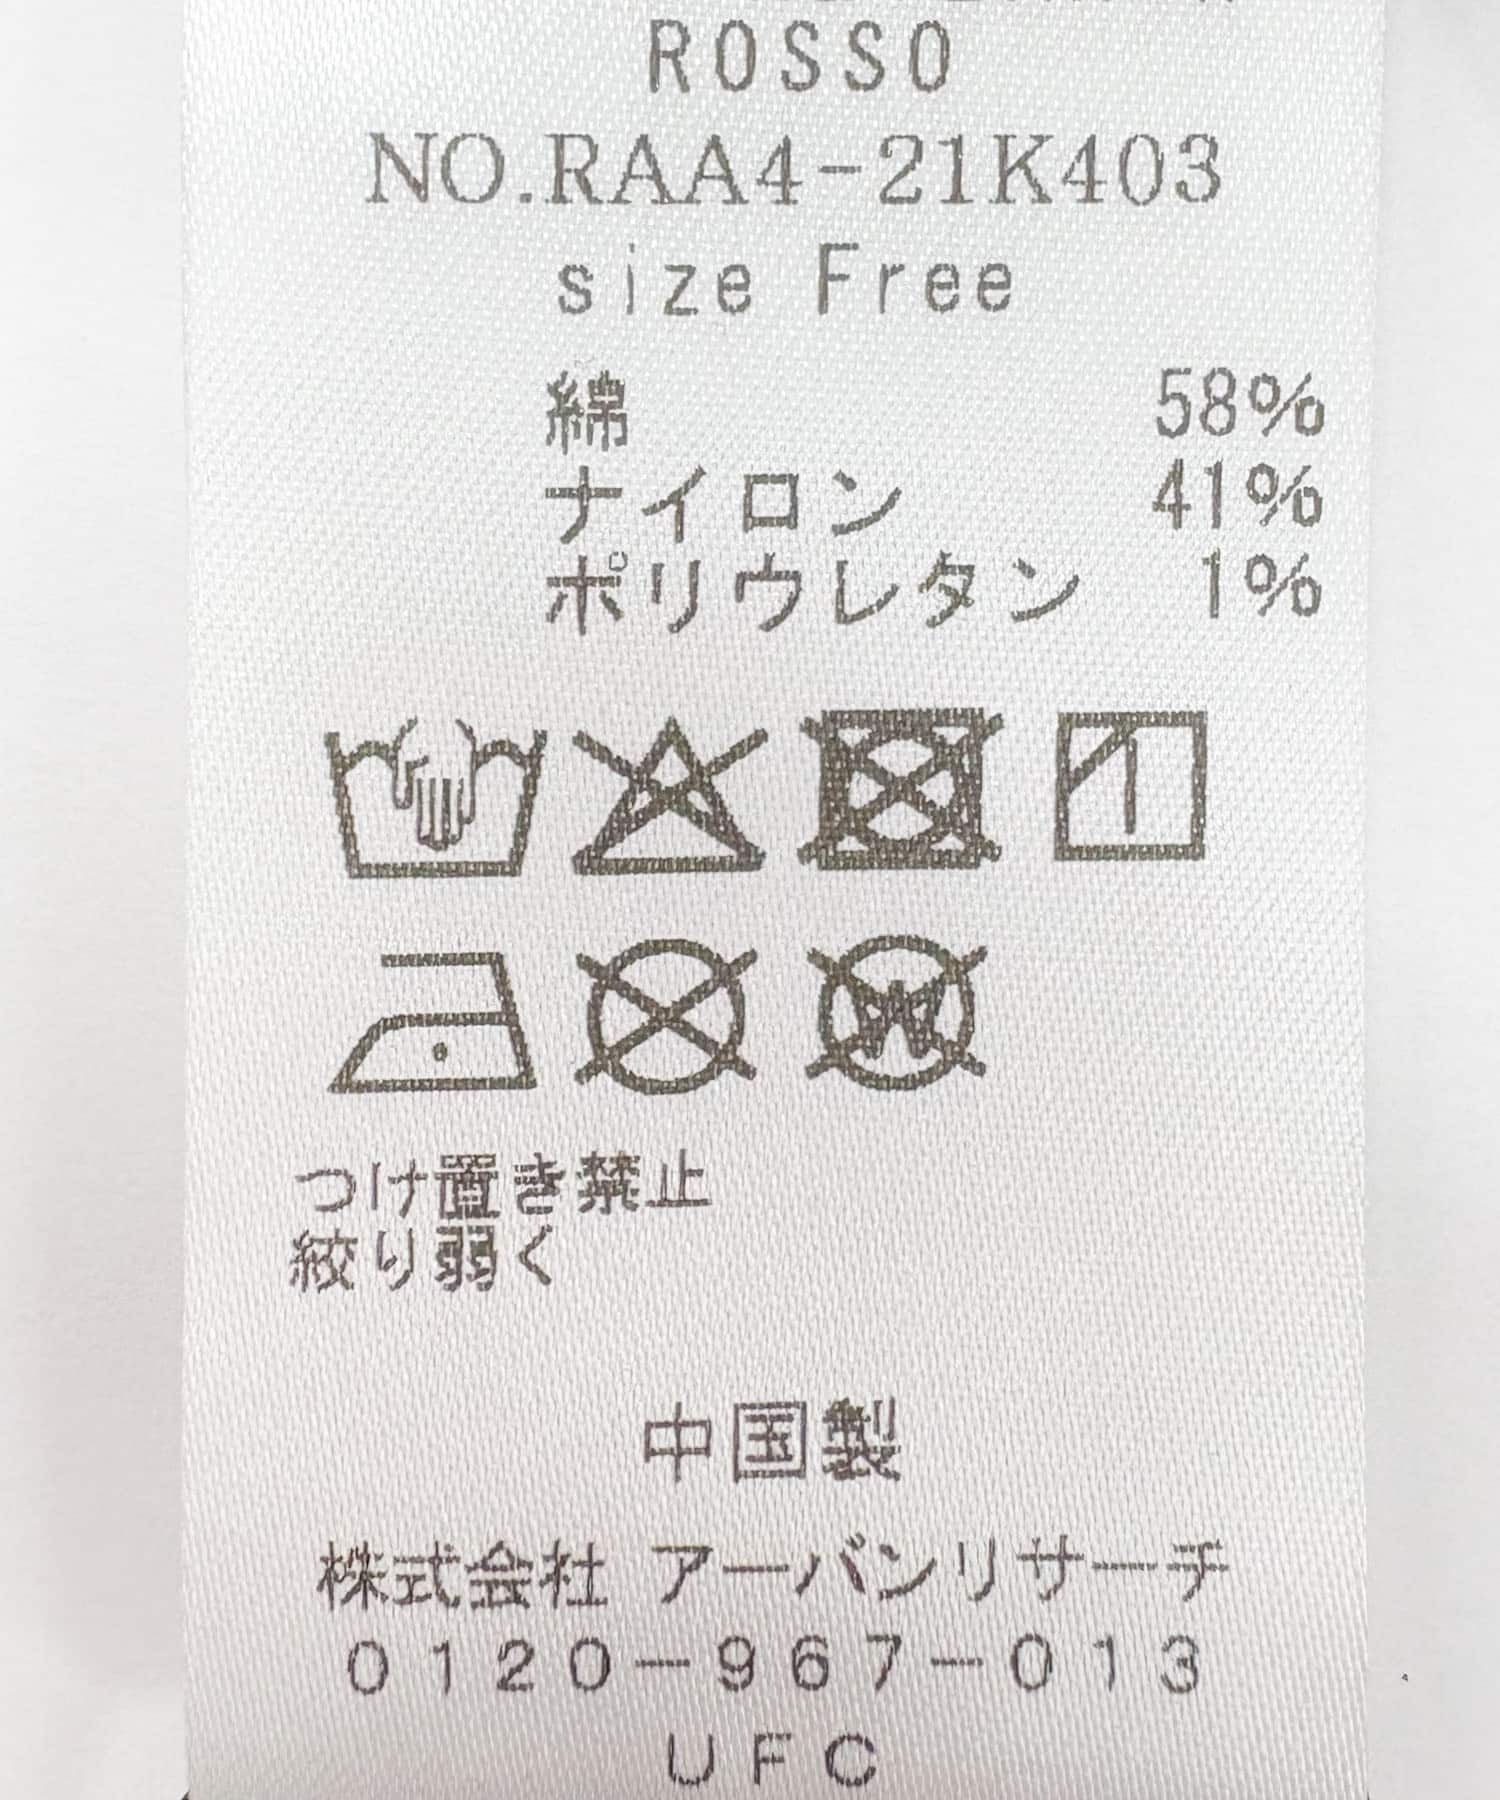 ROSSO
NO.RAA4-21K403
size Free
綿 58%
ナイロン 41%
ポリウレタン 1%
つけ置き禁止
絞り弱く
中国製
株式会社 アーバンリサーチ
0120-967-013
UFC